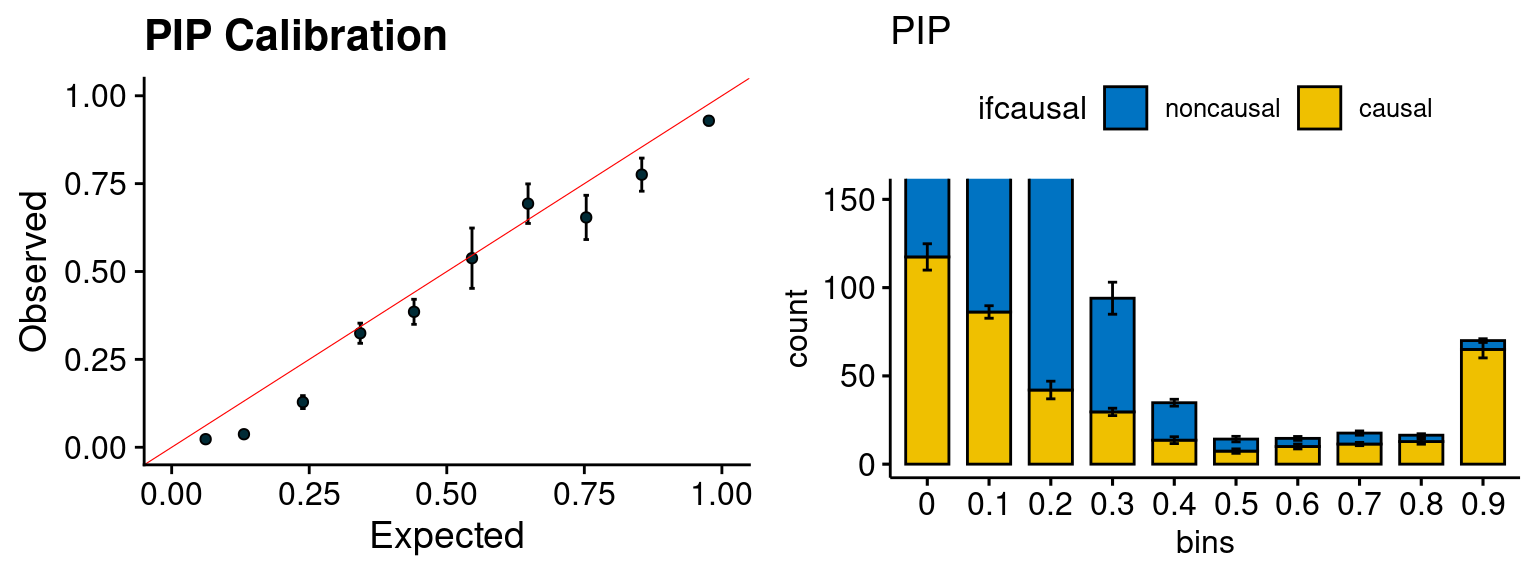 PIP Calibration
1.00
0.75
0.50
0.25
0.00
Observed
0.00 0.25 0.50 0.75 1.00
Expected
PIP
ifcausal noncausal causal
150
100
50
0
count
0 0.1 0.2 0.3 0.4 0.5 0.6 0.7 0.8 0.9
bins